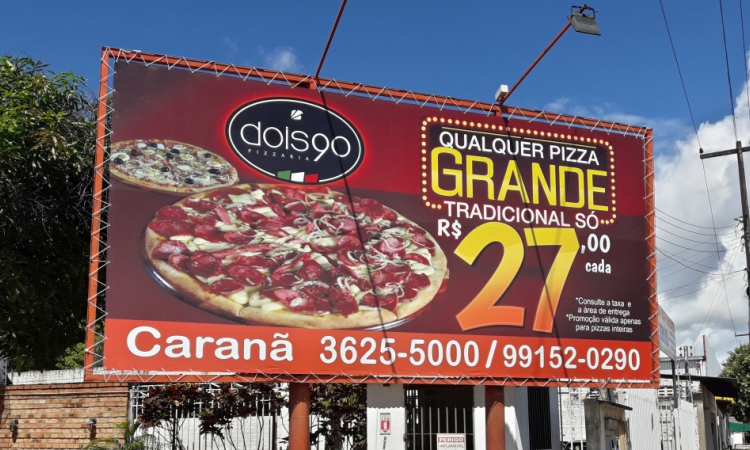 dois90
PIZZARIA
QUALQUER PIZZA
GRANDE
TRADICIONAL SÓ
R$ 27,00
cada
*Consulte a taxa e
a área de entrega
*Promoção válida apenas
para pizzas inteiras
Caranã 3625-5000 / 99152-0290
PERIGO